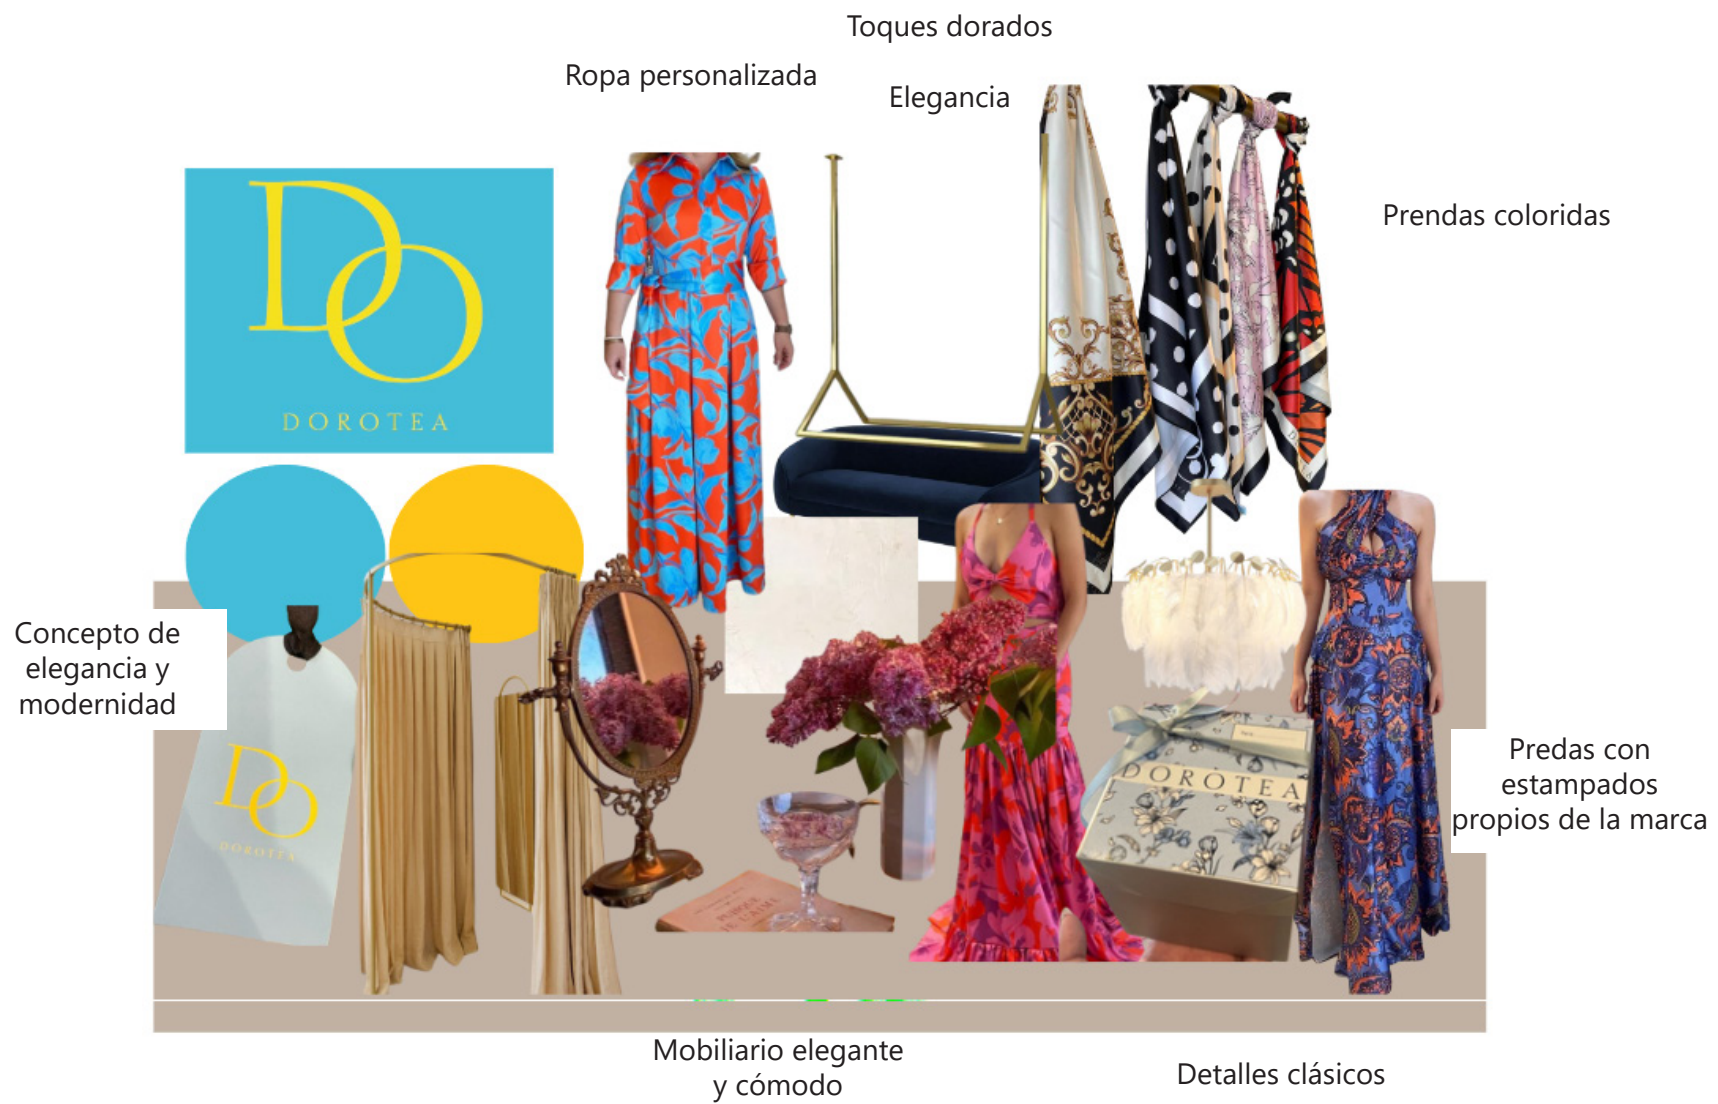 Toques dorados
Ropa personalizada
Elegancia
Prendas coloridas
DO
DOROTEA
Concepto de
elegancia y
modernidad
DO
DOROTEA
DOROTEA
Predas con
estampados
propios de la marca
Mobiliario elegante
y cómodo
Detalles clásicos